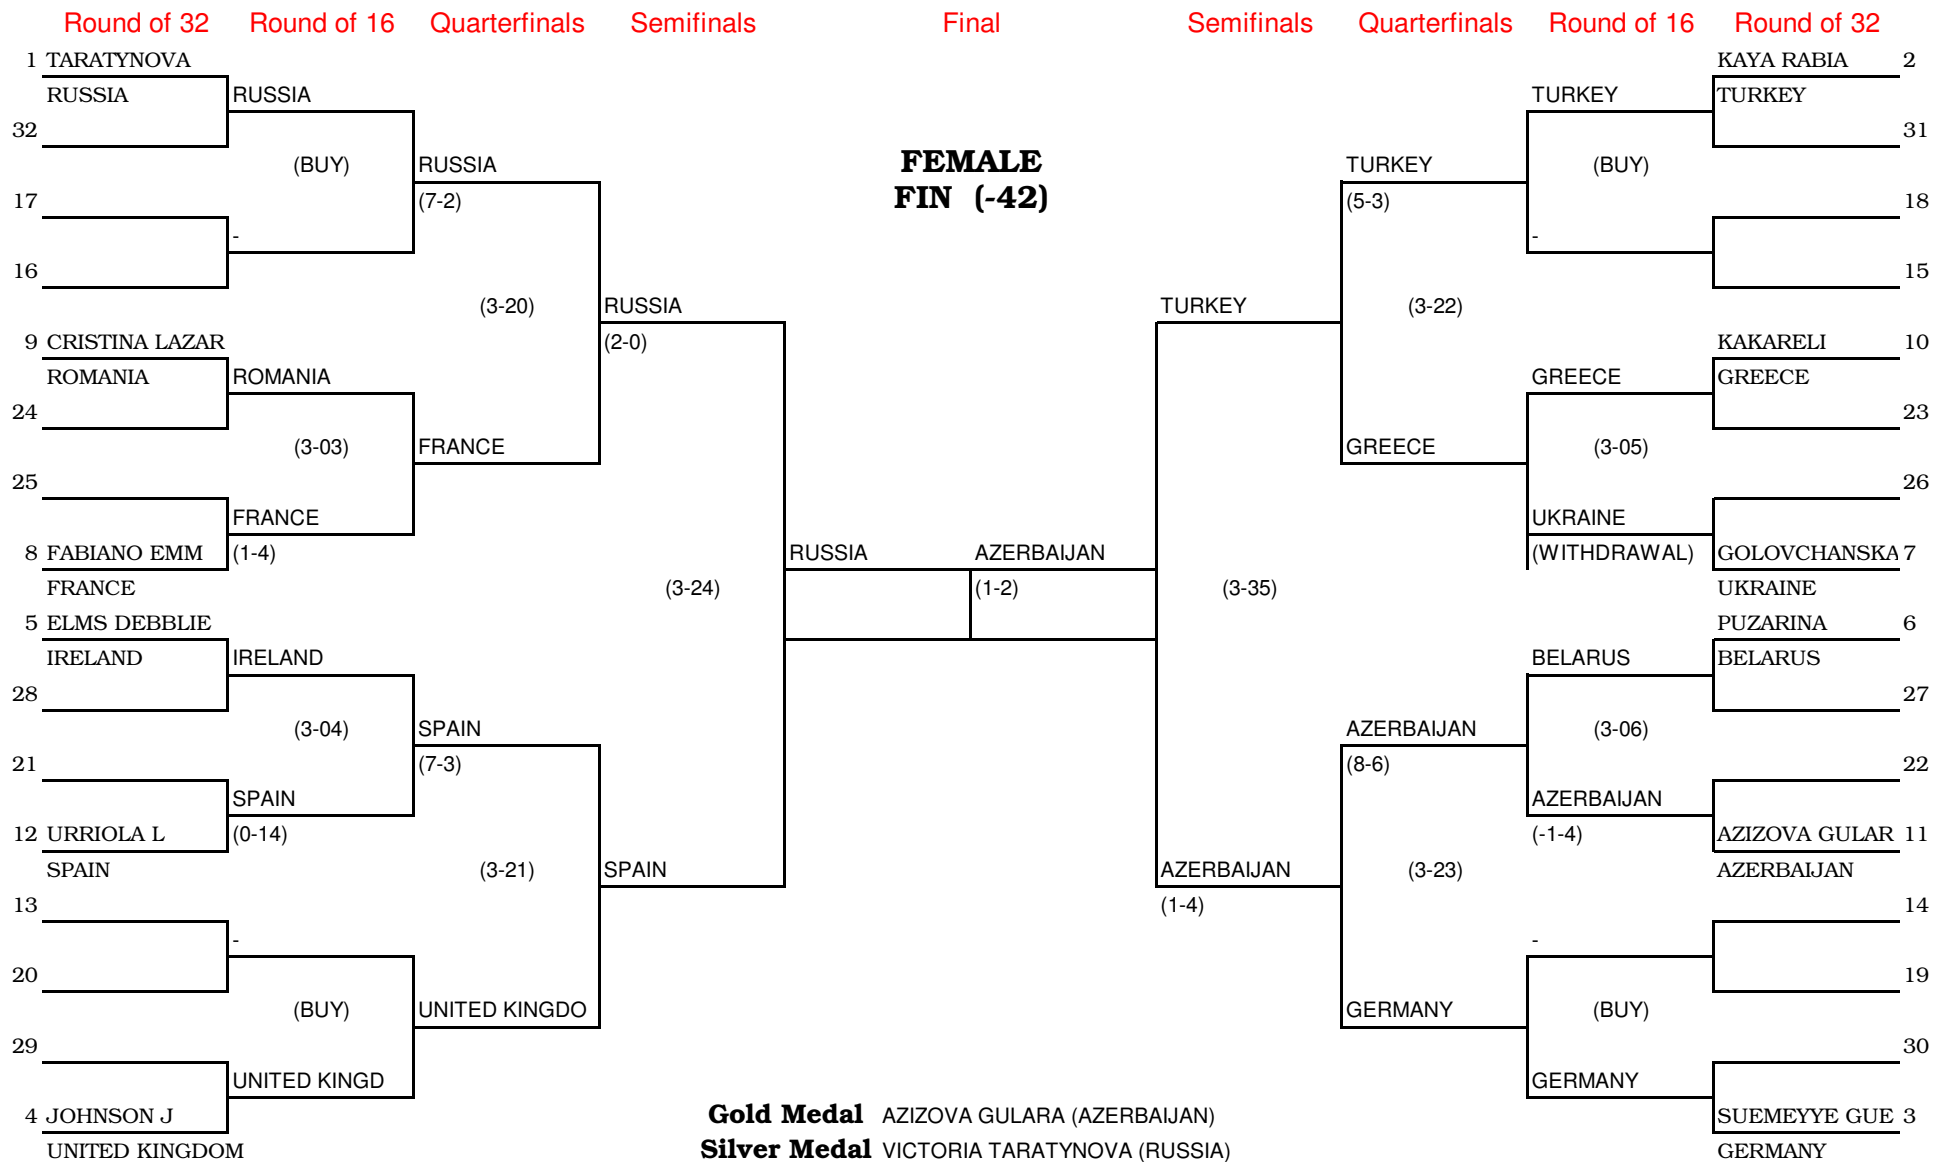 Round of 32 Round of 16 Quarterfinals Semifinals Final Semifinals Quarterfinals Round of 16 Round of 32
1 TARATYNOVA KAYA RABIA 2
RUSSIA RUSSIA TURKEY TURKEY
32 31
FEMALE
(BUY) RUSSIA TURKEY (BUY)
FIN (-42)
17 (7-2) (5-3) 18
- -
16 15
(3-20) RUSSIA TURKEY (3-22)
9 CRISTINA LAZAR (2-0) KAKARELI 10
ROMANIA ROMANIA GREECE GREECE
24 23
(3-03) FRANCE GREECE (3-05)
25 26
FRANCE UKRAINE
8 FABIANO EMM (1-4) RUSSIA AZERBAIJAN (WITHDRAWAL) GOLOVCHANSKA 7
FRANCE (3-24) (1-2) (3-35) UKRAINE
5 ELMS DEBBLIE PUZARINA 6
IRELAND IRELAND BELARUS BELARUS
28 27
(3-04) SPAIN AZERBAIJAN (3-06)
21 (7-3) (8-6) 22
SPAIN AZERBAIJAN
12 URRIOLA L (0-14) (-1-4) AZIZOVA GULAR 11
SPAIN (3-21) SPAIN AZERBAIJAN (3-23) AZERBAIJAN
13 (1-4) 14
- -
20 19
(BUY) UNITED KINGDO GERMANY (BUY)
29 30
UNITED KINGD GERMANY
4 JOHNSON J Gold Medal AZIZOVA GULARA (AZERBAIJAN) SUEMEYYE GUE 3
UNITED KINGDOM Silver Medal VICTORIA TARATYNOVA (RUSSIA) GERMANY